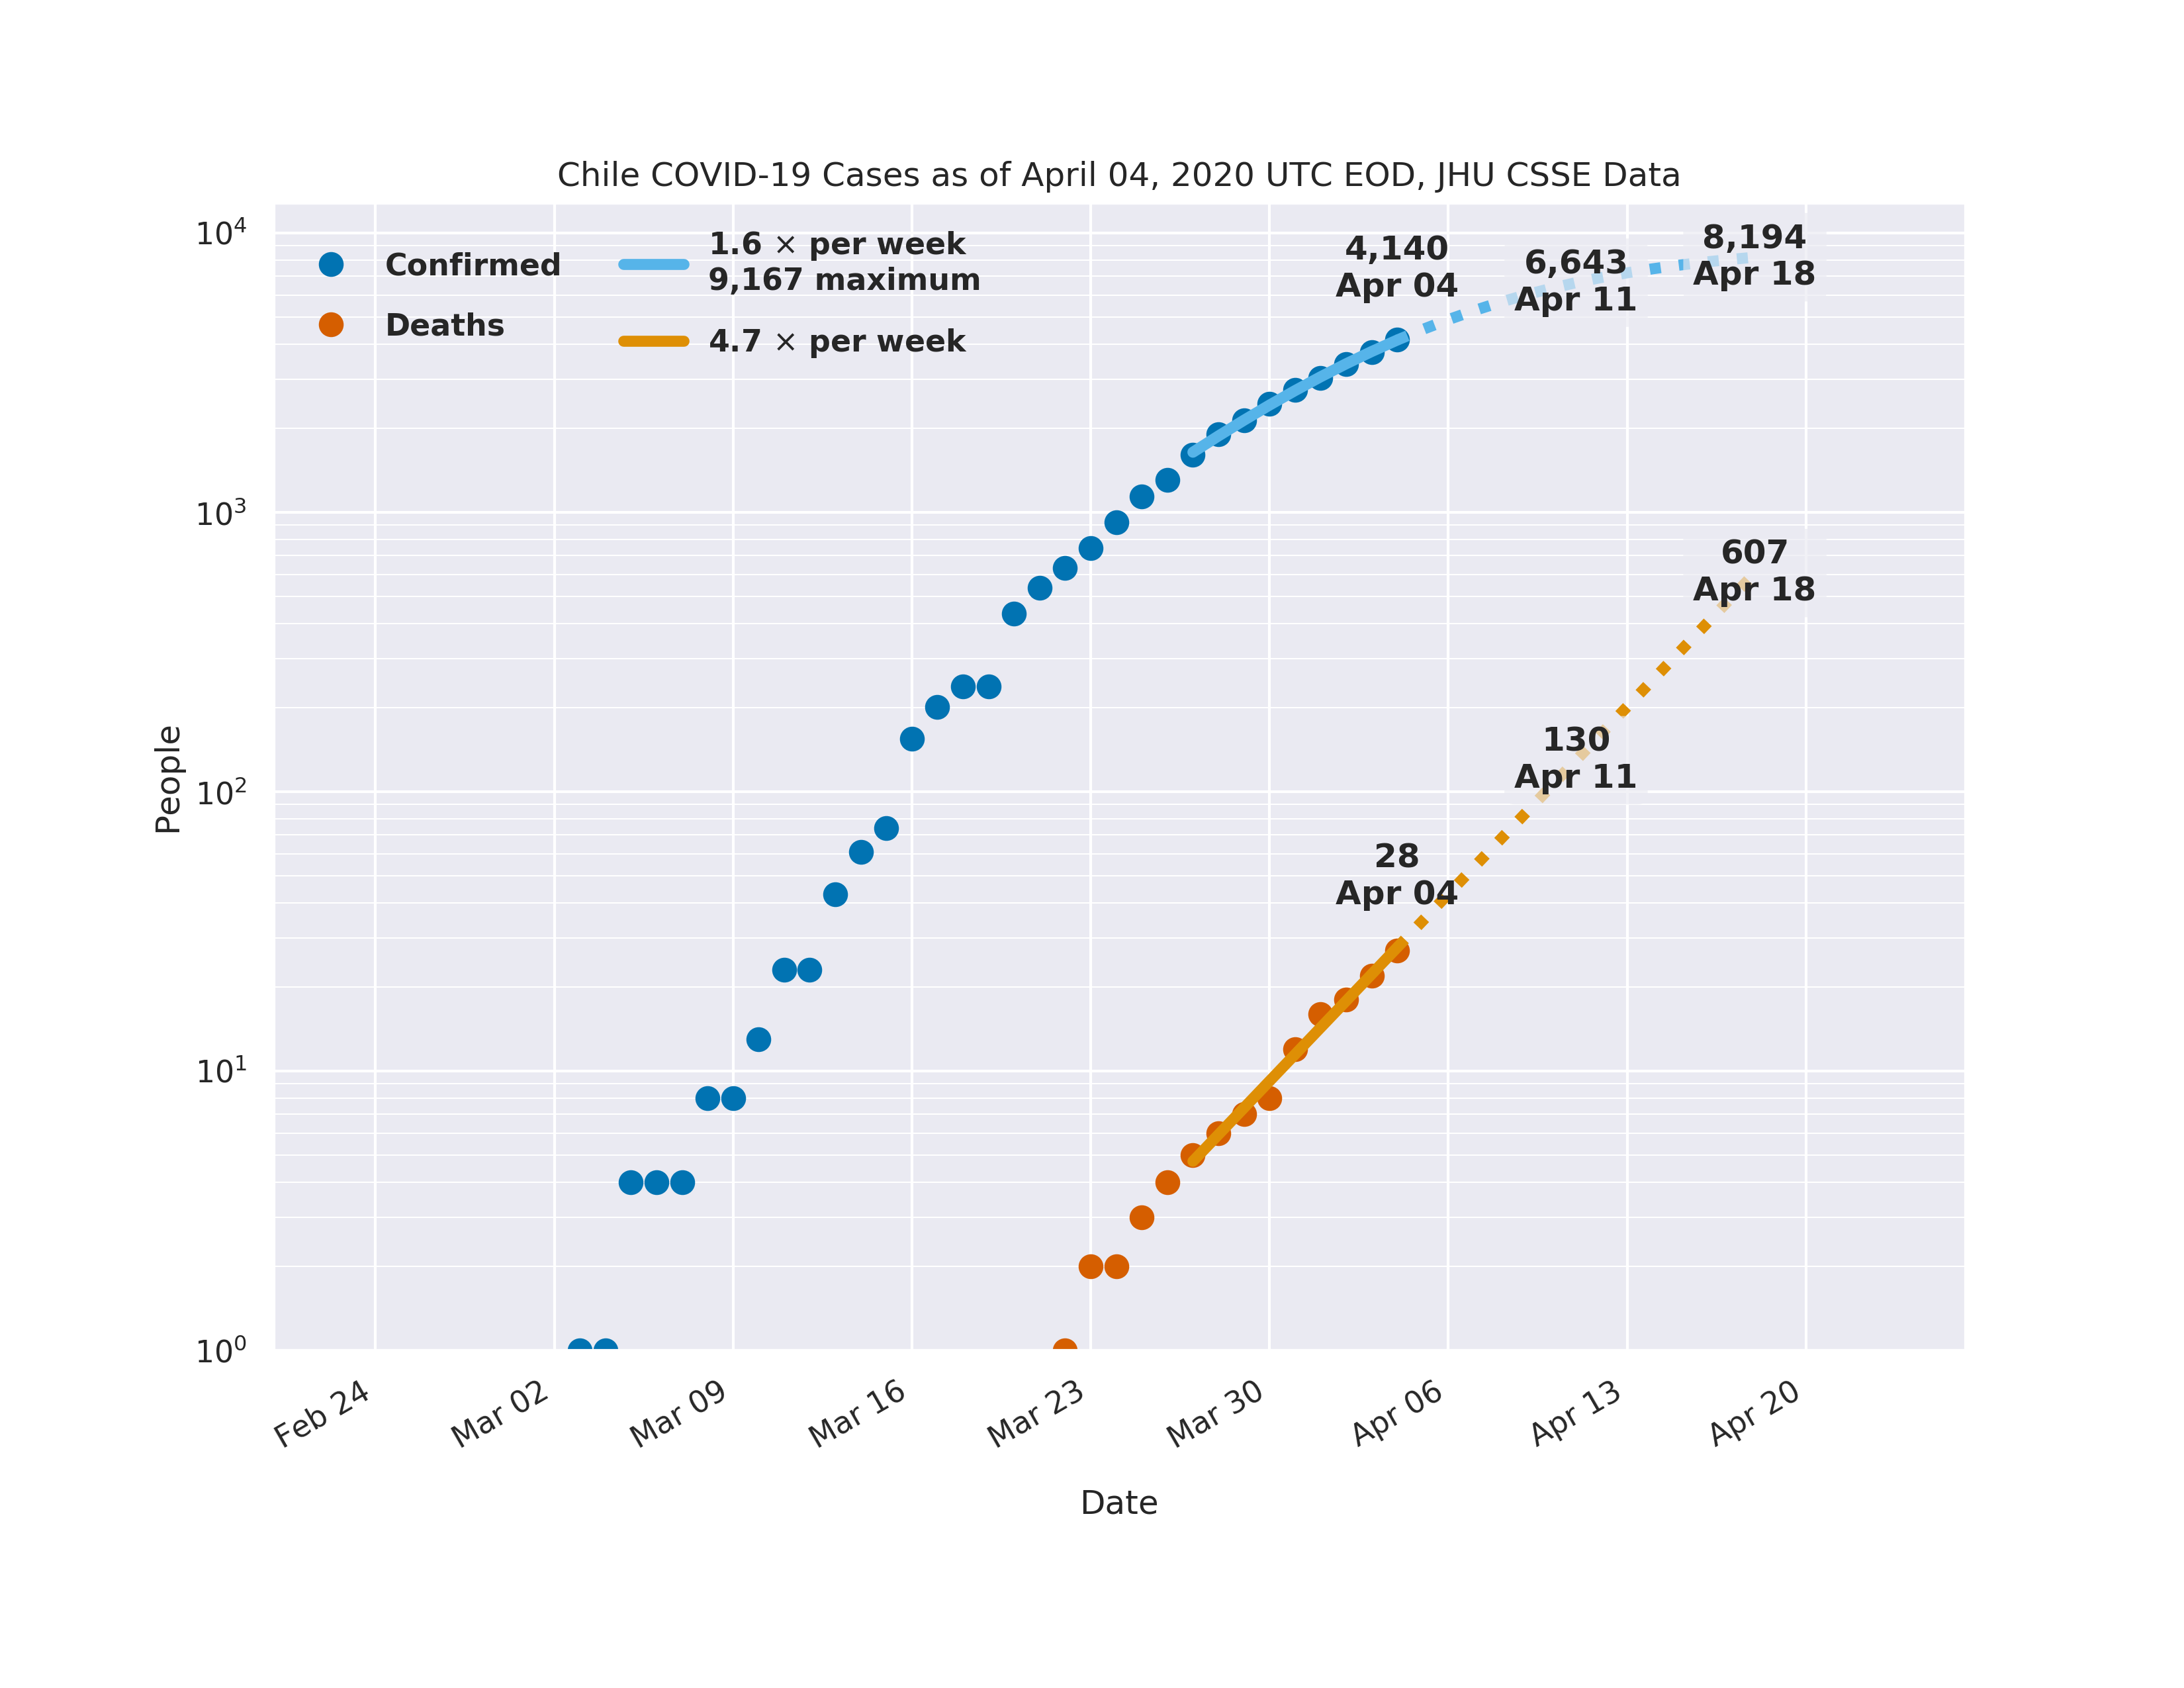 Chile COVID-19 Cases as of April 04, 2020 UTC EOD, JHU CSSE Data
Confirmed
Deaths
1.6 × per week
9,167 maximum
4.7 × per week
4,140
Apr 04
6,643
Apr 11
8,194
Apr 18
607
Apr 18
130
Apr 11
28
Apr 04
People
10⁴
10³
10²
10¹
10⁰
Feb 24
Mar 02
Mar 09
Mar 16
Mar 23
Mar 30
Apr 06
Apr 13
Apr 20
Date